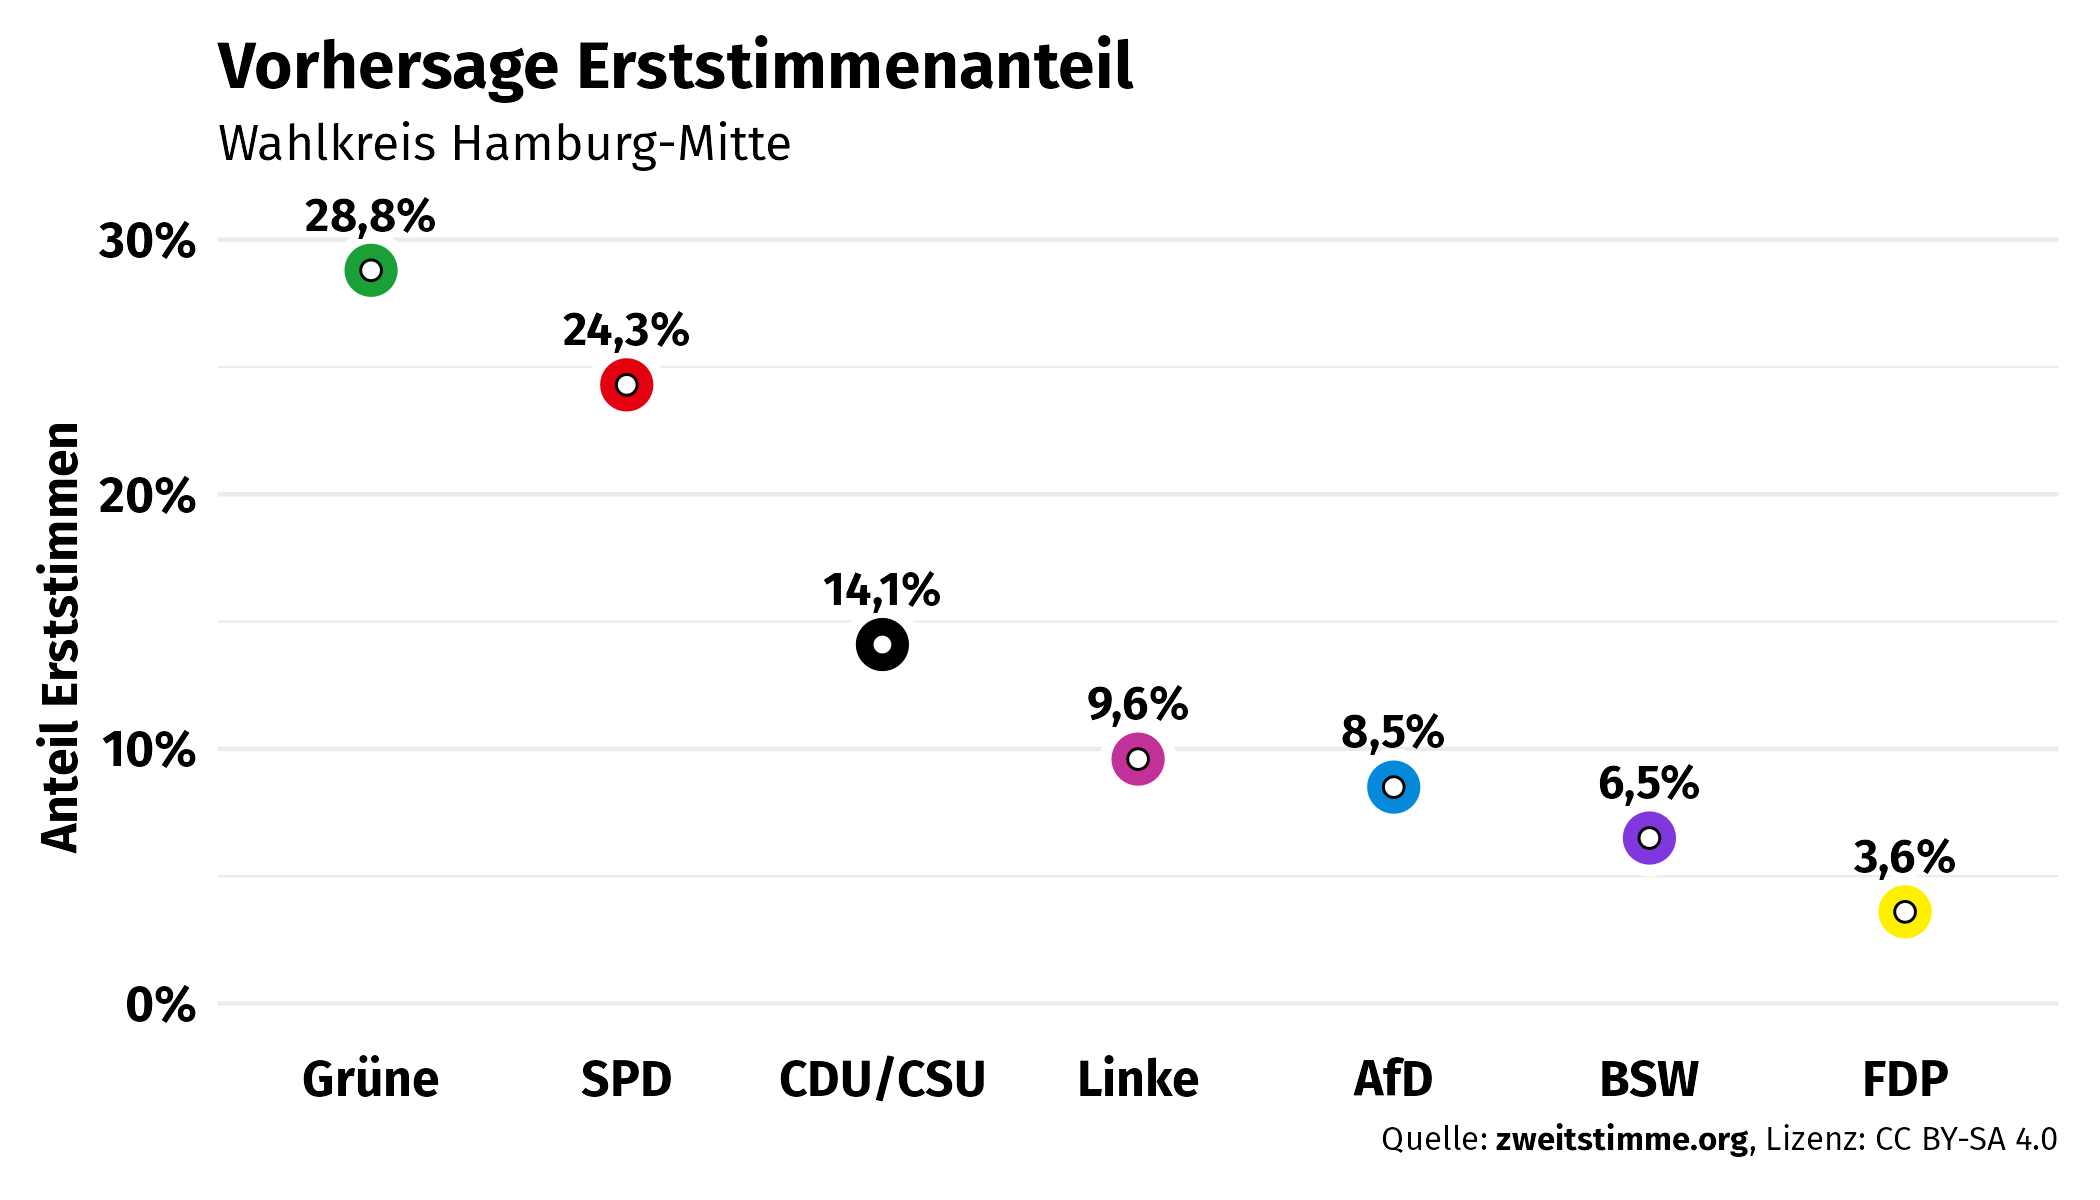 Vorhersage Erststimmenanteil
Wahlkreis Hamburg-Mitte
Anteil Erststimmen
30%
20%
10%
0%
28,8%
24,3%
14,1%
9,6%
8,5%
6,5%
3,6%
Grüne SPD CDU/CSU Linke AfD BSW FDP
Quelle: zweitstimme.org, Lizenz: CC BY-SA 4.0